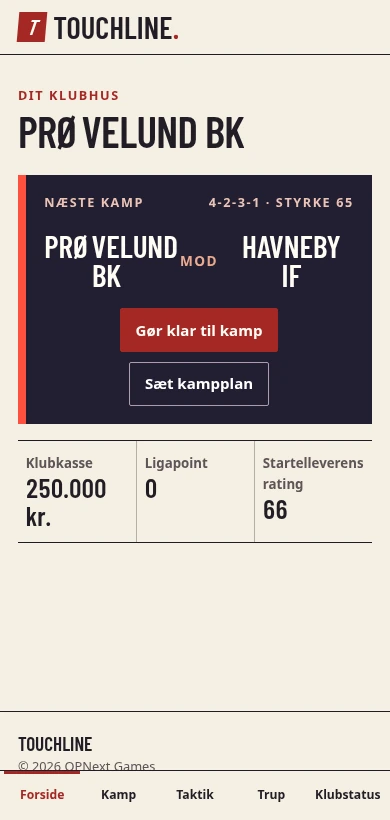 T TOUCHLINE.
DIT KLUBHUS
PRØ VELUND BK
NÆSTE KAMP
4-2-3-1 · STYRKE 65
PRØ VELUND
BK
MOD
HAVNEBY
IF
Gør klar til kamp
Sæt kampplan
Klubkasse
250.000
kr.
Ligapoint
0
Startelleverens
rating
66
TOUCHLINE
© 2026 OPNext Games
Forside Kamp Taktik Trup Klubstatus